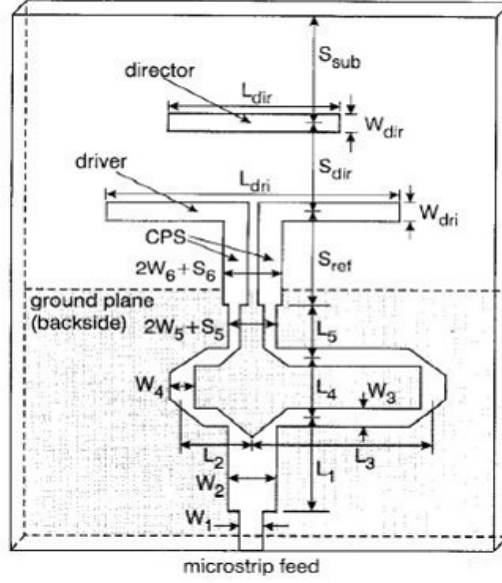 S_sub
director
L_dir
W_dir
S_dir
driver
L_dri
W_dri
CPS
2W_6+S_6
S_ref
ground plane
(backside)
2W_5+S_5
L_5
W_4
L_4
W_3
L_2
L_3
W_2
L_1
W_1
microstrip feed